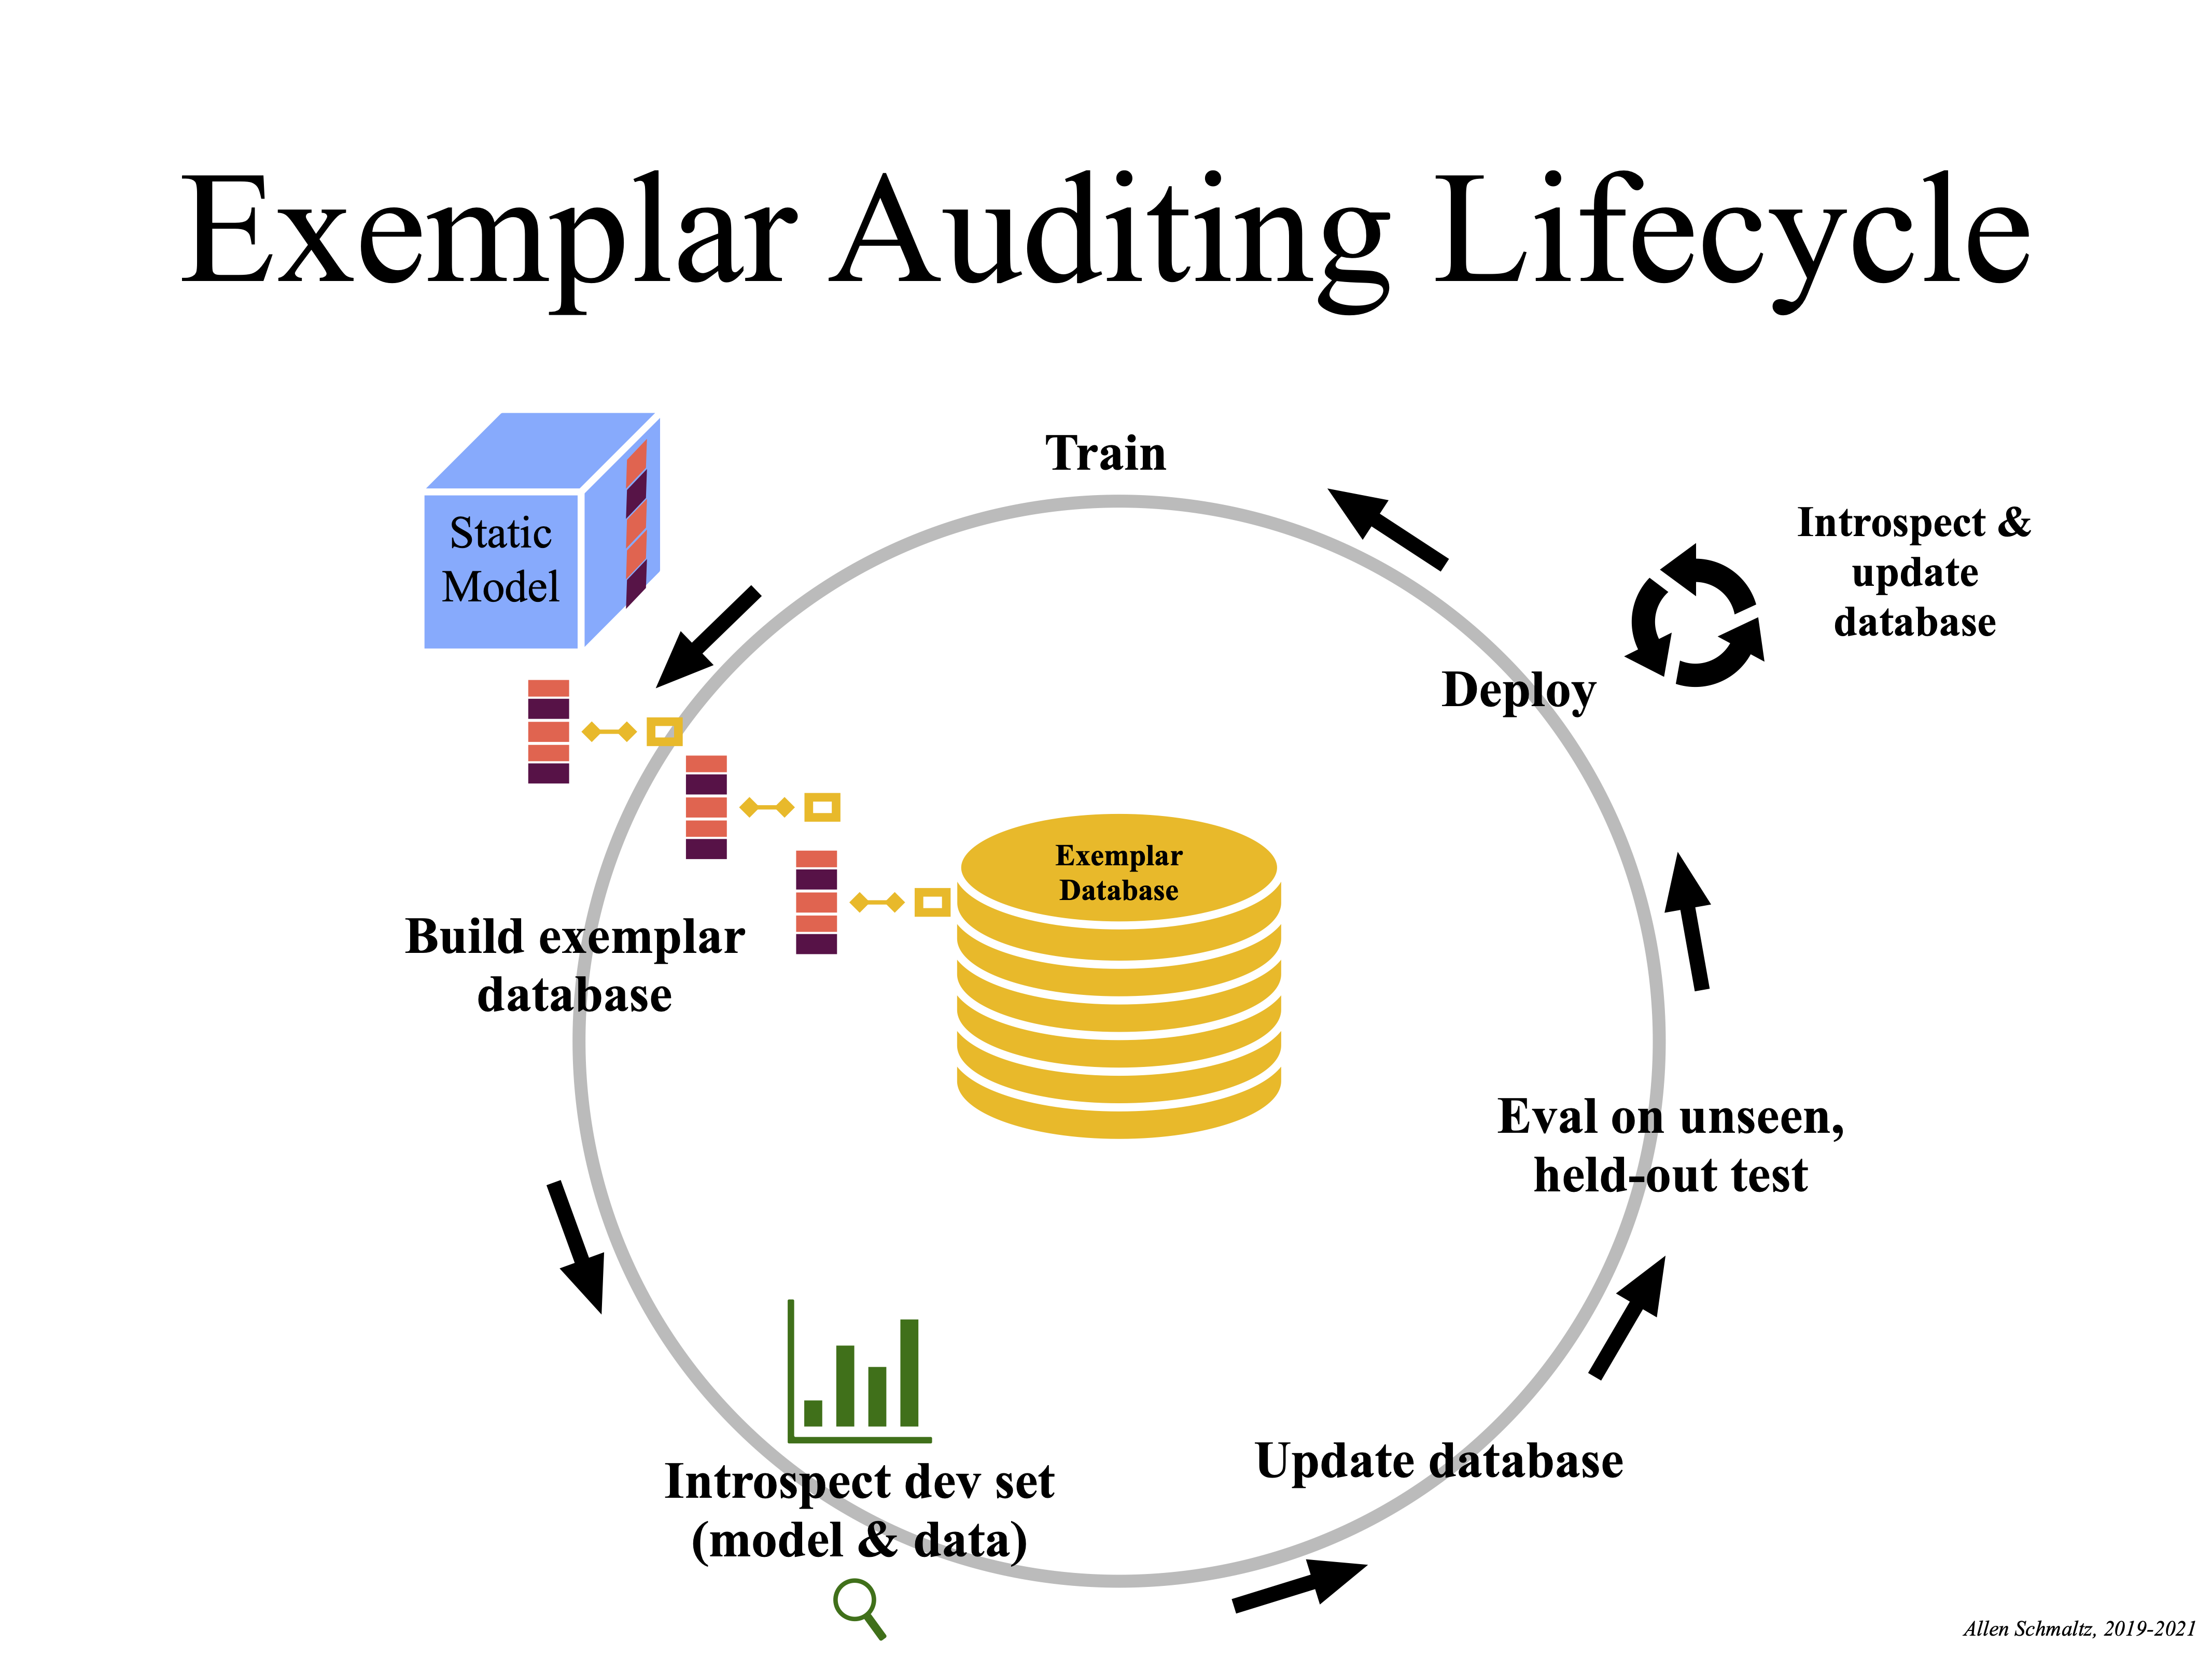 Exemplar Auditing Lifecycle
Train
Static
Model
Introspect &
update
database
Deploy
Exemplar
Database
Build exemplar
database
Eval on unseen,
held-out test
Update database
Introspect dev set
(model & data)
Allen Schmaltz, 2019-2021